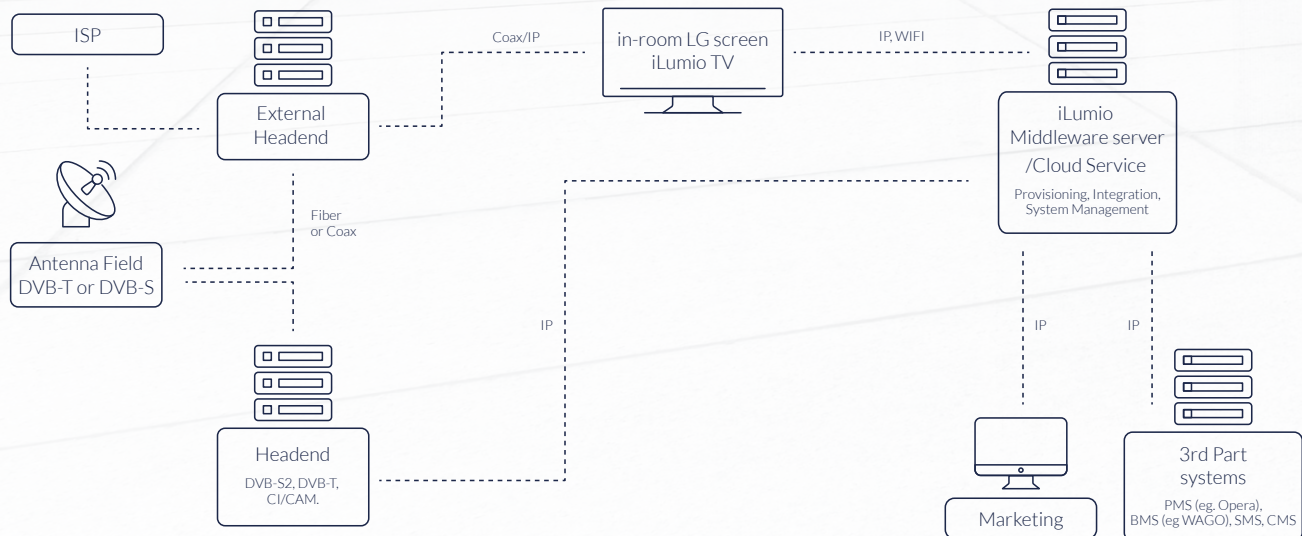 ISP
External
Headend
Coax/IP
in-room LG screen
iLumio TV
IP, WIFI
iLumio
Middleware server
/Cloud Service
Provisioning, Integration,
System Management
Fiber
or Coax
Antenna Field
DVB-T or DVB-S
IP
IP
IP
Headend
DVB-S2, DVB-T,
CI/CAM.
Marketing
3rd Part
systems
PMS (eg. Opera),
BMS (eg WAGO), SMS, CMS